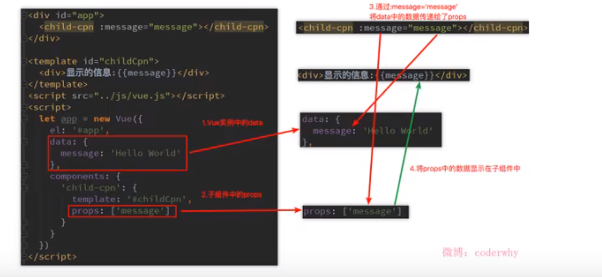 <div id="app">
<child-cpn :message="message"></child-cpn>
</div>
<template id="childCpn">
<div>显示的信息:{{message}}</div>
</template>
<script src="../js/vue.js"></script>
<script>
let app = new Vue({
el: '#app',
data: {
message: 'Hello World'
},
components: {
'child-cpn': {
template: '#childCpn',
props: ['message']
}
}
})
</script>
1.Vue实例中的data
2.子组件中的props
3.通过:message='message'
将data中的数据传递给了props
<child-cpn :message="message"></child-cpn>
<div>显示的信息:{{message}}</div>
data: {
message: 'Hello World'
},
4.将props中的数据显示在子组件中
props: ['message']
微博：coderwhy